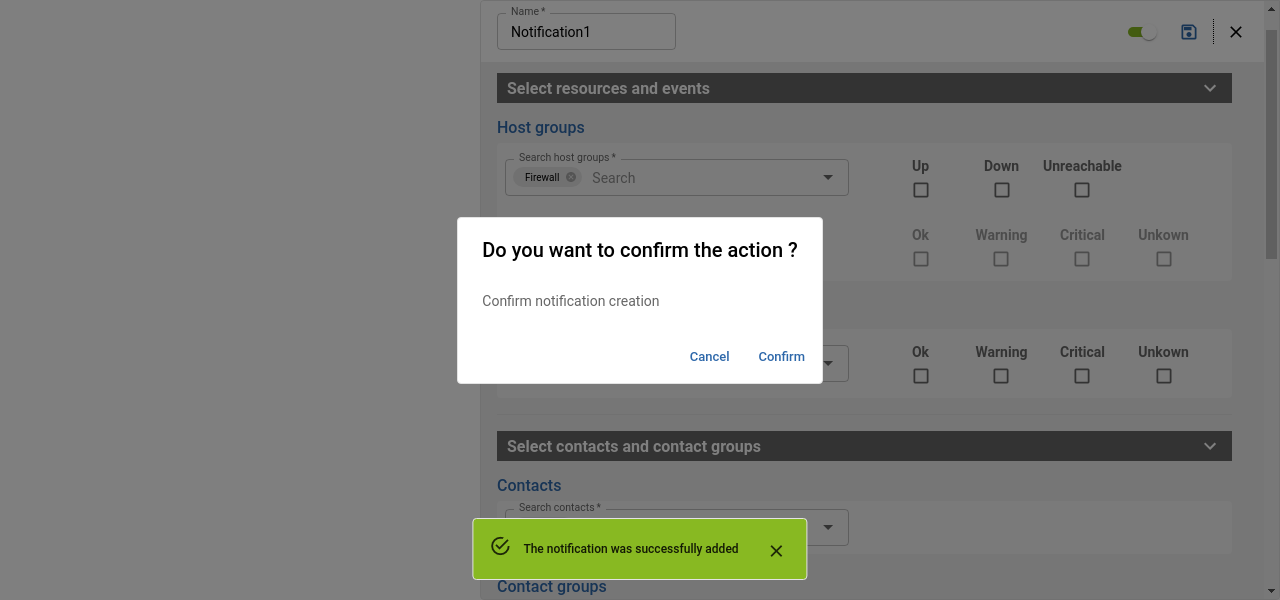 Name *
Notification1
Select resources and events
Host groups
Search host groups *
Firewall
Search
Up Down Unreachable
Ok Warning Critical Unkown
Do you want to confirm the action ?
Confirm notification creation
Cancel Confirm
Ok Warning Critical Unkown
Select contacts and contact groups
Contacts
Search contacts *
The notification was successfully added
Contact groups